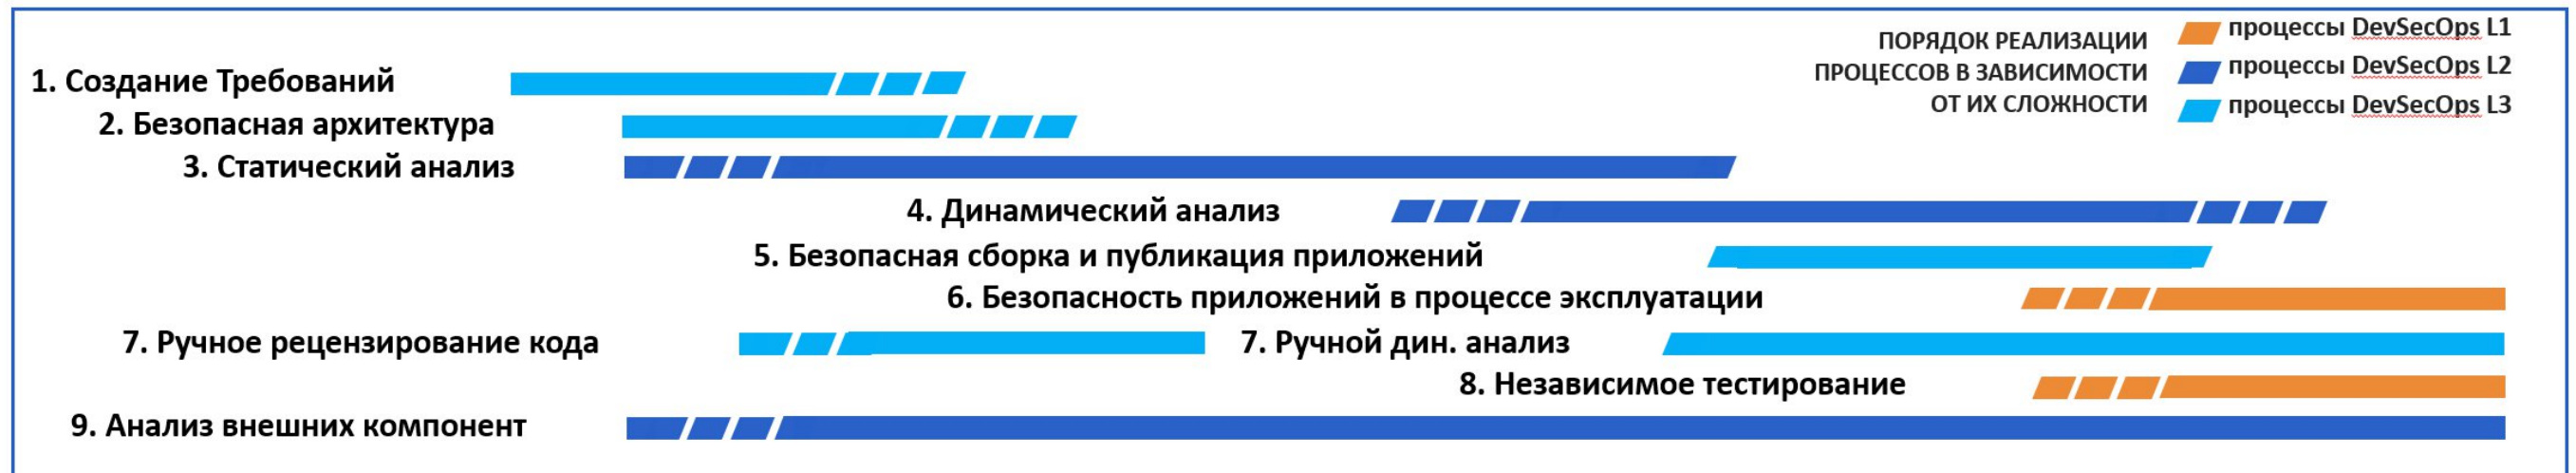 ПОРЯДОК РЕАЛИЗАЦИИ
ПРОЦЕССОВ В ЗАВИСИМОСТИ
ОТ ИХ СЛОЖНОСТИ
процессы DevSecOps L1
процессы DevSecOps L2
процессы DevSecOps L3
1. Создание Требований
2. Безопасная архитектура
3. Статический анализ
4. Динамический анализ
5. Безопасная сборка и публикация приложений
6. Безопасность приложений в процессе эксплуатации
7. Ручное рецензирование кода
7. Ручной дин. анализ
8. Независимое тестирование
9. Анализ внешних компонент